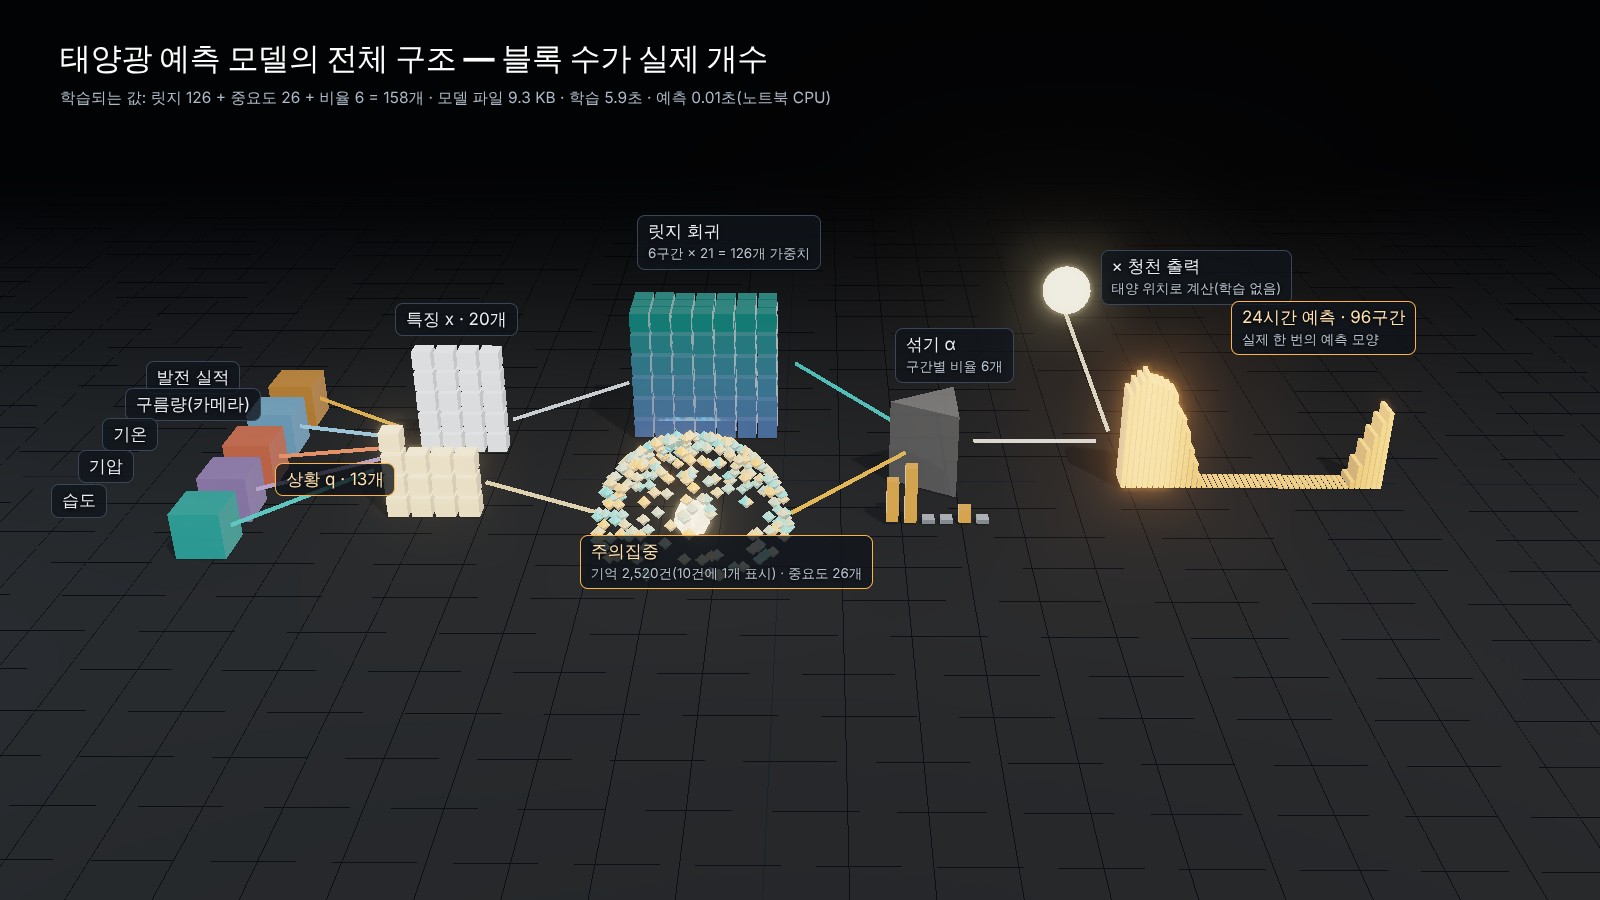 태양광 예측 모델의 전체 구조 — 블록 수가 실제 개수
학습되는 값: 릿지 126 + 중요도 26 + 비율 6 = 158개 · 모델 파일 9.3 KB · 학습 5.9초 · 예측 0.01초(노트북 CPU)
릿지 회귀
6구간 × 21 = 126개 가중치
× 청천 출력
태양 위치로 계산(학습 없음)
특징 x · 20개
24시간 예측 · 96구간
실제 한 번의 예측 모양
섞기 α
구간별 비율 6개
발전 실적
구름량(카메라)
기온
기압
상황 q · 13개
습도
주의집중
기억 2,520건(10건에 1개 표시) · 중요도 26개